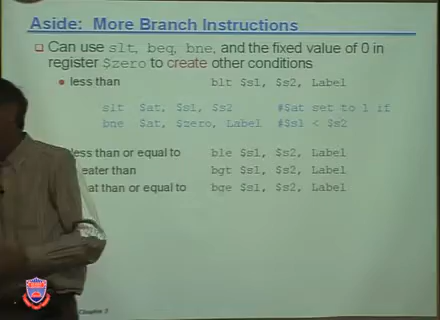 Aside: More Branch Instructions
Can use slt, beq, bne, and the fixed value of 0 in
register $zero to create other conditions
less than blt $s1, $s2, Label
slt $at, $s1, $s2 #$at set to 1 if
bne $at, $zero, Label #$s1 < $s2
less than or equal to ble $s1, $s2, Label
eater than bgt $s1, $s2, Label
at than or equal to bge $s1, $s2, Label